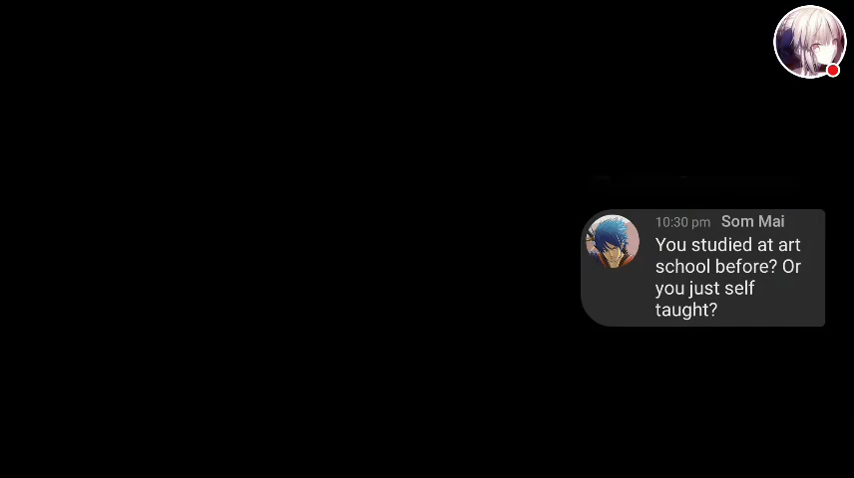 10:30 pm Som Mai
You studied at art
school before? Or
you just self
taught?